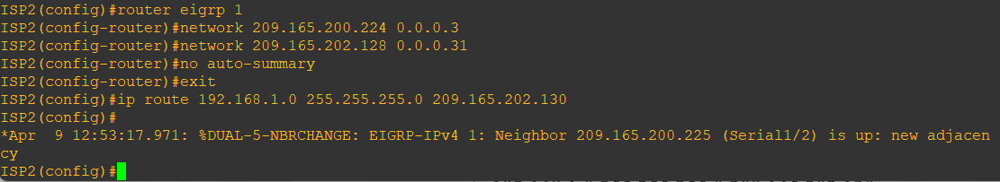 ISP2(config)#router eigrp 1
ISP2(config-router)#network 209.165.200.224 0.0.0.3
ISP2(config-router)#network 209.165.202.128 0.0.0.31
ISP2(config-router)#no auto-summary
ISP2(config-router)#exit
ISP2(config)#ip route 192.168.1.0 255.255.255.0 209.165.202.130
ISP2(config)#
*Apr  9 12:53:17.971: %DUAL-5-NBRCHANGE: EIGRP-IPv4 1: Neighbor 209.165.200.225 (Serial1/2) is up: new adjacen
cy
ISP2(config)#